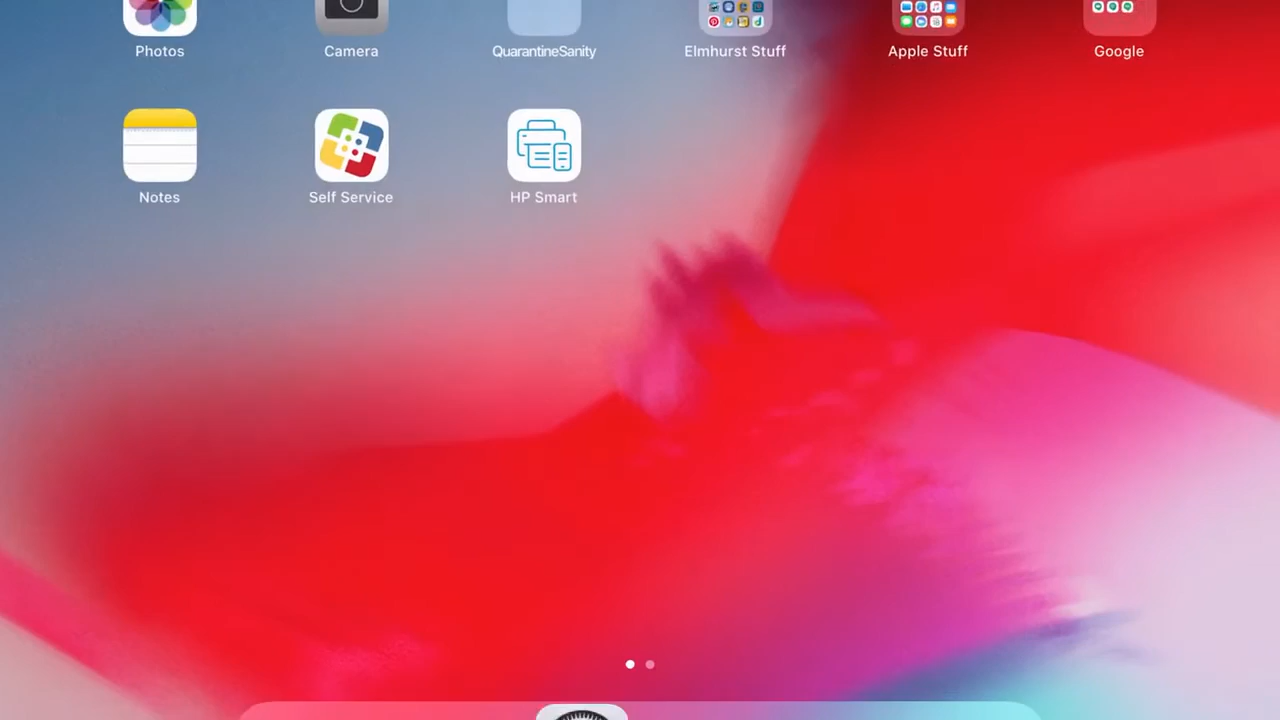 Photos
Camera
QuarantineSanity
Elmhurst Stuff
Apple Stuff
Google
Notes
Self Service
HP Smart